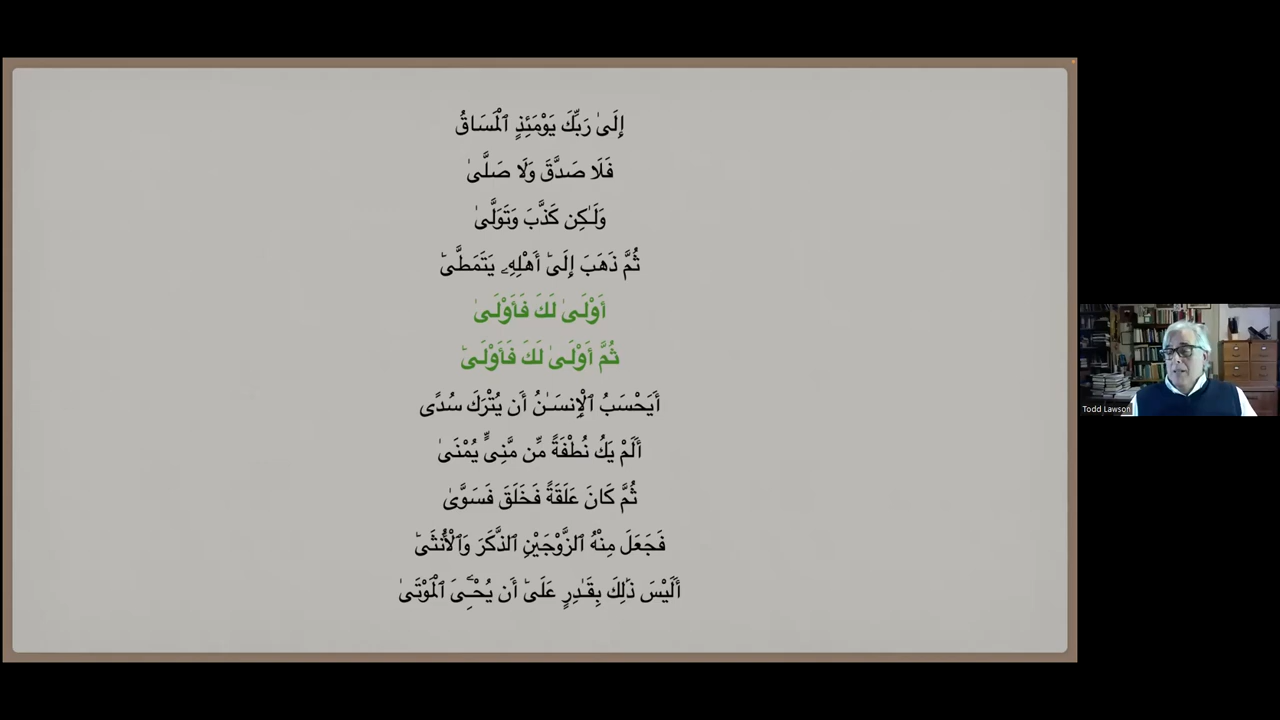 إِلَىٰ رَبِّكَ يَوْمَئِذٍ ٱلْمَسَاقُ
فَلَا صَدَّقَ وَلَا صَلَّىٰ
وَلَـٰكِن كَذَّبَ وَتَوَلَّىٰ
ثُمَّ ذَهَبَ إِلَىٰٓ أَهْلِهِۦ يَتَمَطَّىٰٓ
أَوْلَىٰ لَكَ فَأَوْلَىٰ
ثُمَّ أَوْلَىٰ لَكَ فَأَوْلَىٰٓ
أَيَحْسَبُ ٱلْإِنسَـٰنُ أَن يُتْرَكَ سُدًى
أَلَمْ يَكُ نُطْفَةً مِّن مَّنِىٍّ يُمْنَىٰ
ثُمَّ كَانَ عَلَقَةً فَخَلَقَ فَسَوَّىٰ
فَجَعَلَ مِنْهُ ٱلزَّوْجَيْنِ ٱلذَّكَرَ وَٱلْأُنثَىٰٓ
أَلَيْسَ ذَٰلِكَ بِقَـٰدِرٍ عَلَىٰٓ أَن يُحْـِۧىَ ٱلْمَوْتَىٰ
Todd Lawson